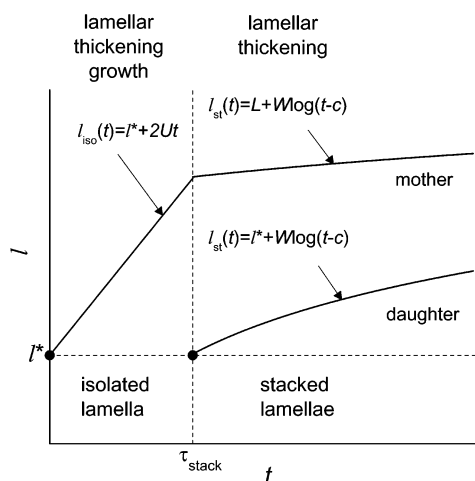 lamellar
thickening
growth
lamellar
thickening
l_iso(t)=l*+2Ut
l_st(t)=L+Wlog(t-c)
mother
l
l_st(t)=l*+Wlog(t-c)
daughter
l*
isolated
lamella
stacked
lamellae
τ_stack
t